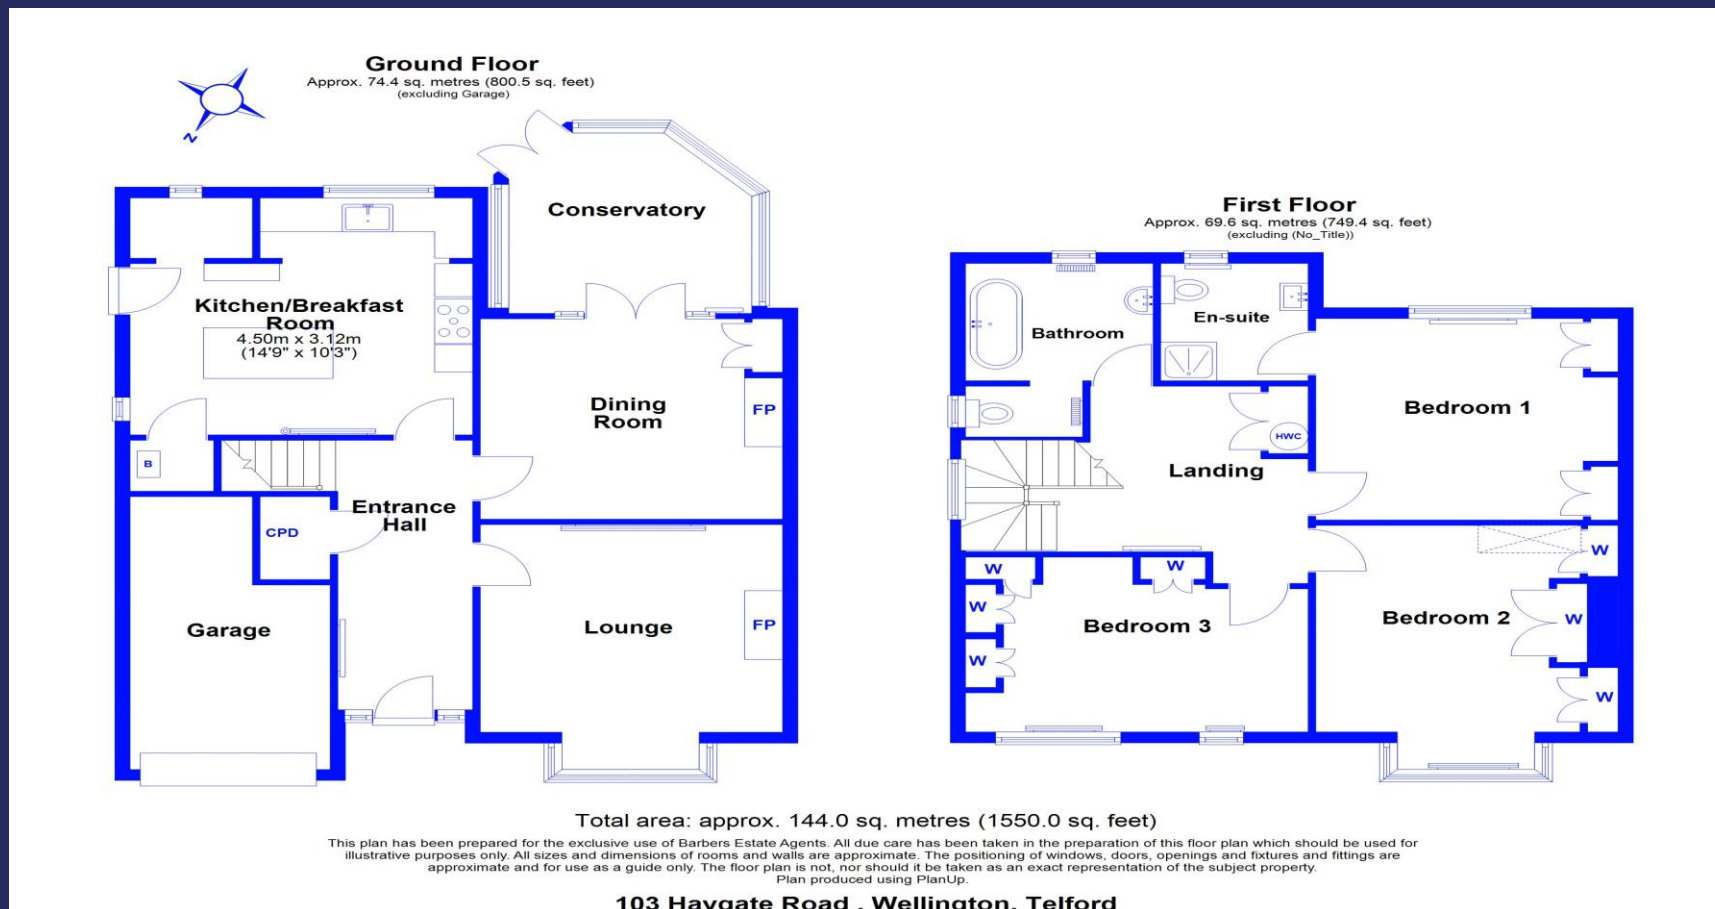 Ground Floor
Approx. 74.4 sq. metres (800.5 sq. feet)
(excluding Garage)
N
Conservatory
Kitchen/Breakfast
Room
4.50m x 3.12m
(14'9" x 10'3")
Dining
Room
FP
B
Entrance
Hall
CPD
Garage
Lounge
FP
First Floor
Approx. 69.6 sq. metres (749.4 sq. feet)
(excluding (No_Title))
Bathroom
En-suite
Bedroom 1
HWC
Landing
W
W
W
W
Bedroom 3
Bedroom 2
W
W
W
Total area: approx. 144.0 sq. metres (1550.0 sq. feet)
This plan has been prepared for the exclusive use of Barbers Estate Agents. All due care has been taken in the preparation of this floor plan which should be used for
illustrative purposes only. All sizes and dimensions of rooms and walls are approximate. The positioning of windows, doors, openings and fixtures and fittings are
approximate and for use as a guide only. The floor plan is not, nor should it be taken as an exact representation of the subject property.
Plan produced using PlanUp.
103 Haygate Road , Wellington, Telford